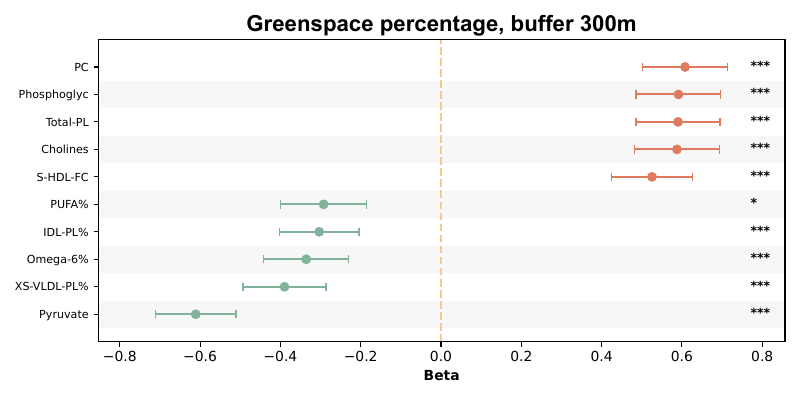 Greenspace percentage, buffer 300m
PC ***
Phosphoglyc ***
Total-PL ***
Cholines ***
S-HDL-FC ***
PUFA% *
IDL-PL% ***
Omega-6% ***
XS-VLDL-PL% ***
Pyruvate ***
−0.8 −0.6 −0.4 −0.2 0.0 0.2 0.4 0.6 0.8
Beta